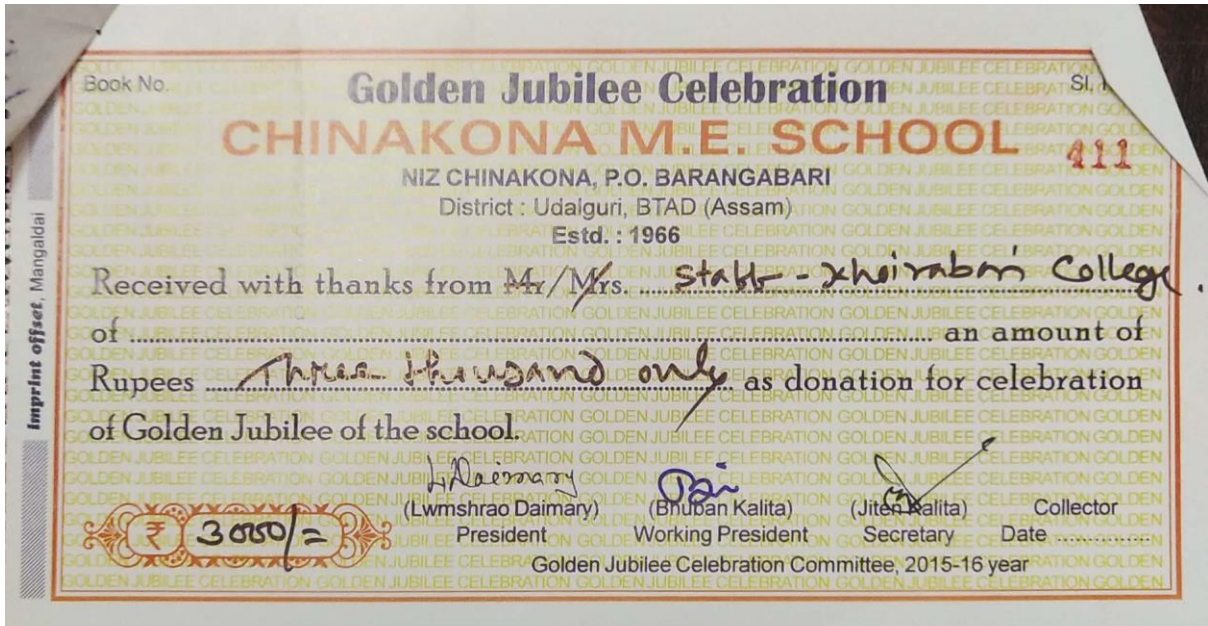 Book No.
Golden Jubilee Celebration
Sl.
CHINAKONA M.E. SCHOOL
411
NIZ CHINAKONA, P.O. BARANGABARI
District : Udalguri, BTAD (Assam)
Estd. : 1966
Received with thanks from Mr/Mrs. Staff - Khoirabari College.
of ........ an amount of
Rupees Three thousand only as donation for celebration
of Golden Jubilee of the school.
L Daimary
(Lwmshrao Daimary) (Bhuban Kalita) (Jiten Kalita) Collector
President Working President Secretary Date ........
₹ 3000/=
Golden Jubilee Celebration Committee, 2015-16 year
Imprint offset, Mangaldai